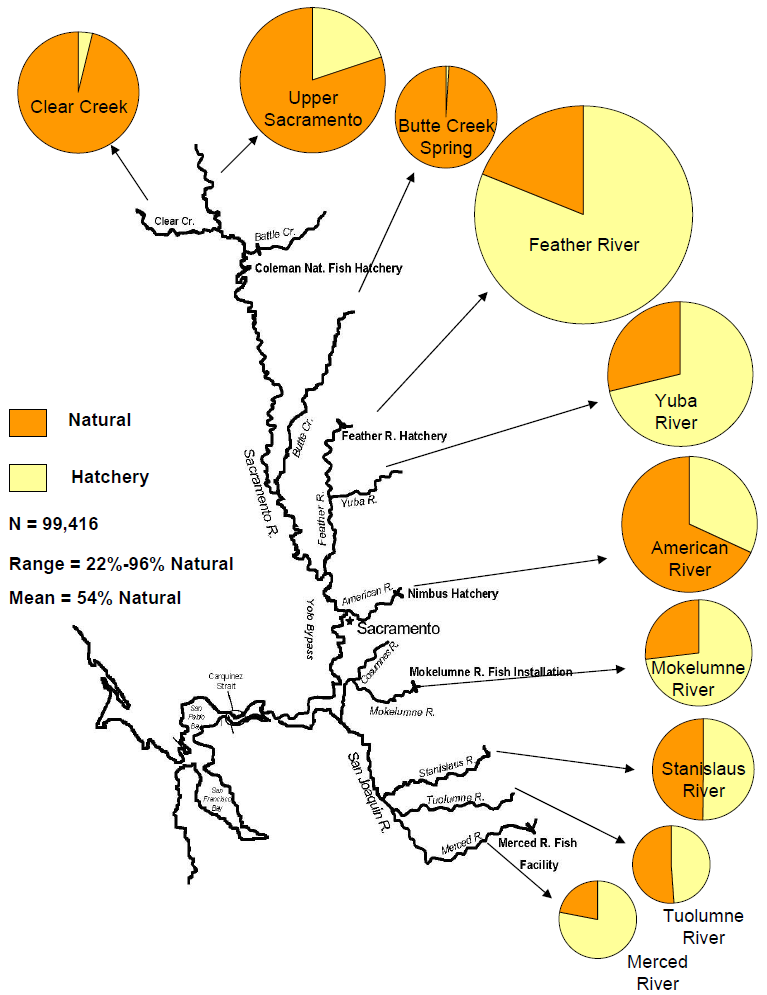 Clear Creek
Upper
Sacramento
Butte Creek
Spring
Feather River
Clear Cr.
Battle Cr.
Coleman Nat. Fish Hatchery
Yuba
River
Natural
Hatchery
N = 99,416
Range = 22%-96% Natural
Mean = 54% Natural
Sacramento R.
Butte Cr.
Feather R. Hatchery
Feather R.
Yuba R.
American
River
American R.
Nimbus Hatchery
Yolo Bypass
Sacramento
Cosumnes R.
Mokelumne R. Fish Installation
Mokelumne R.
Mokelumne
River
Carquinez
Strait
San
Pablo
Bay
San
Francisco
Bay
San Joaquin R.
Stanislaus R.
Stanislaus
River
Tuolumne R.
Merced R.
Merced R. Fish
Facility
Tuolumne
River
Merced
River